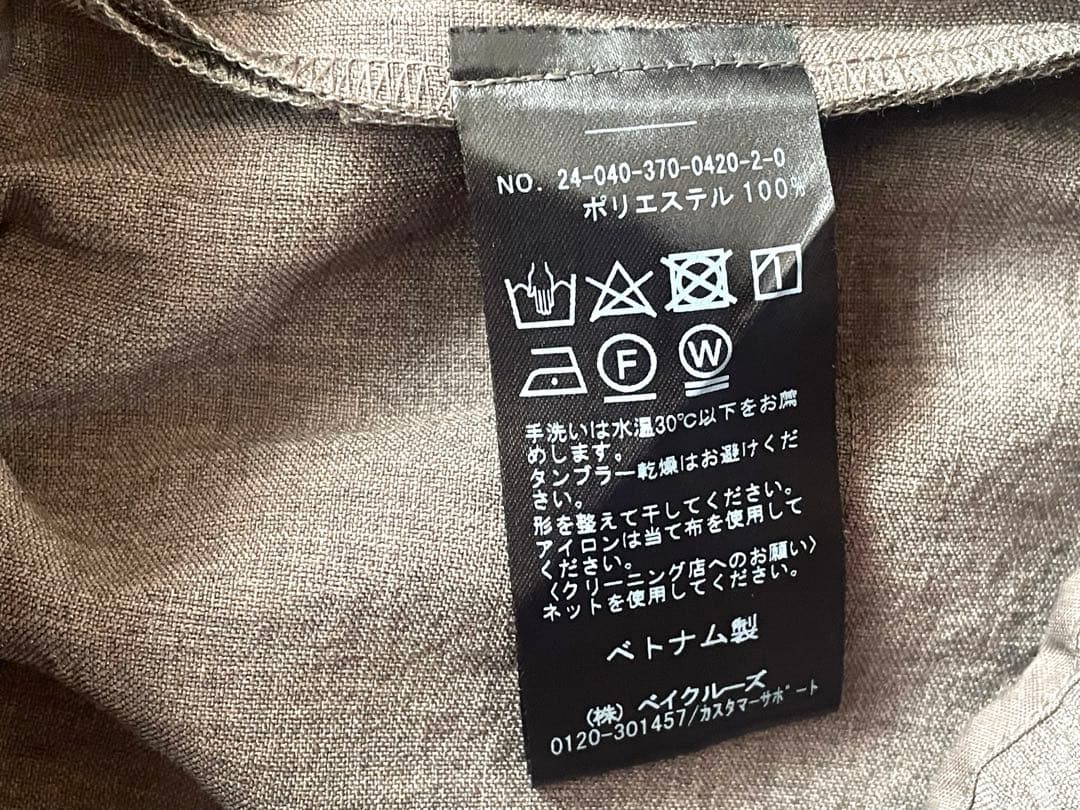 NO. 24-040-370-0420-2-0
ポリエステル 100%
F W
手洗いは水温30℃以下をお薦
めします。
タンブラー乾燥はお避けくだ
さい。
形を整えて干してください。
アイロンは当て布を使用して
ください。
〈クリーニング店へのお願い〉
ネットを使用してください。
ベトナム製
(株) ベイクルーズ
0120-301457/カスタマーサポート